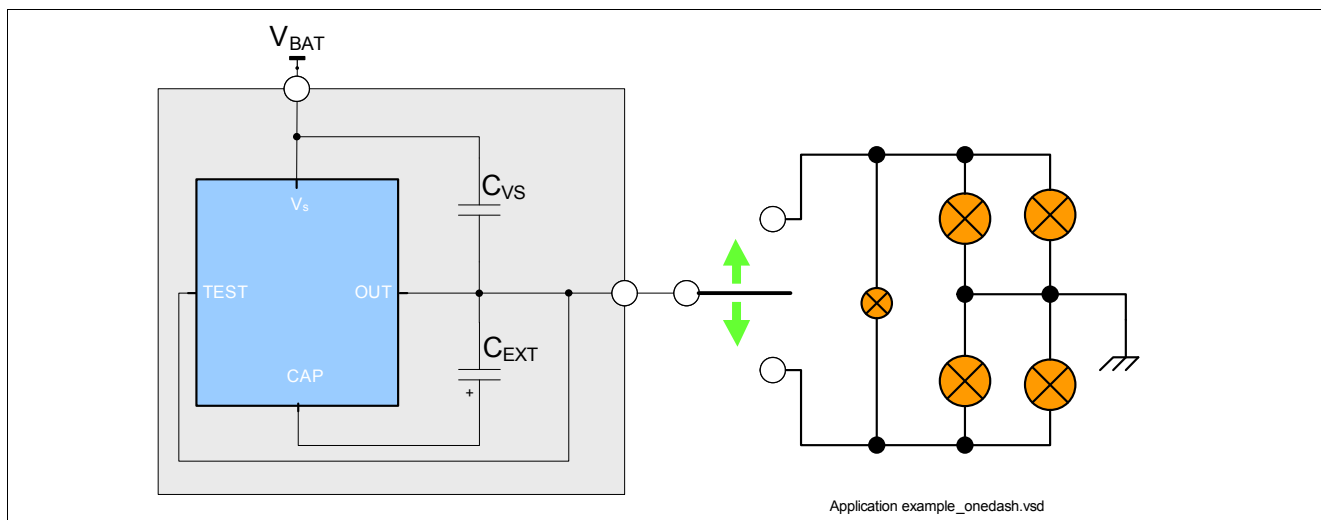 VBAT
CVS
Vs
TEST OUT
CEXT
CAP
+
Application example_onedash.vsd